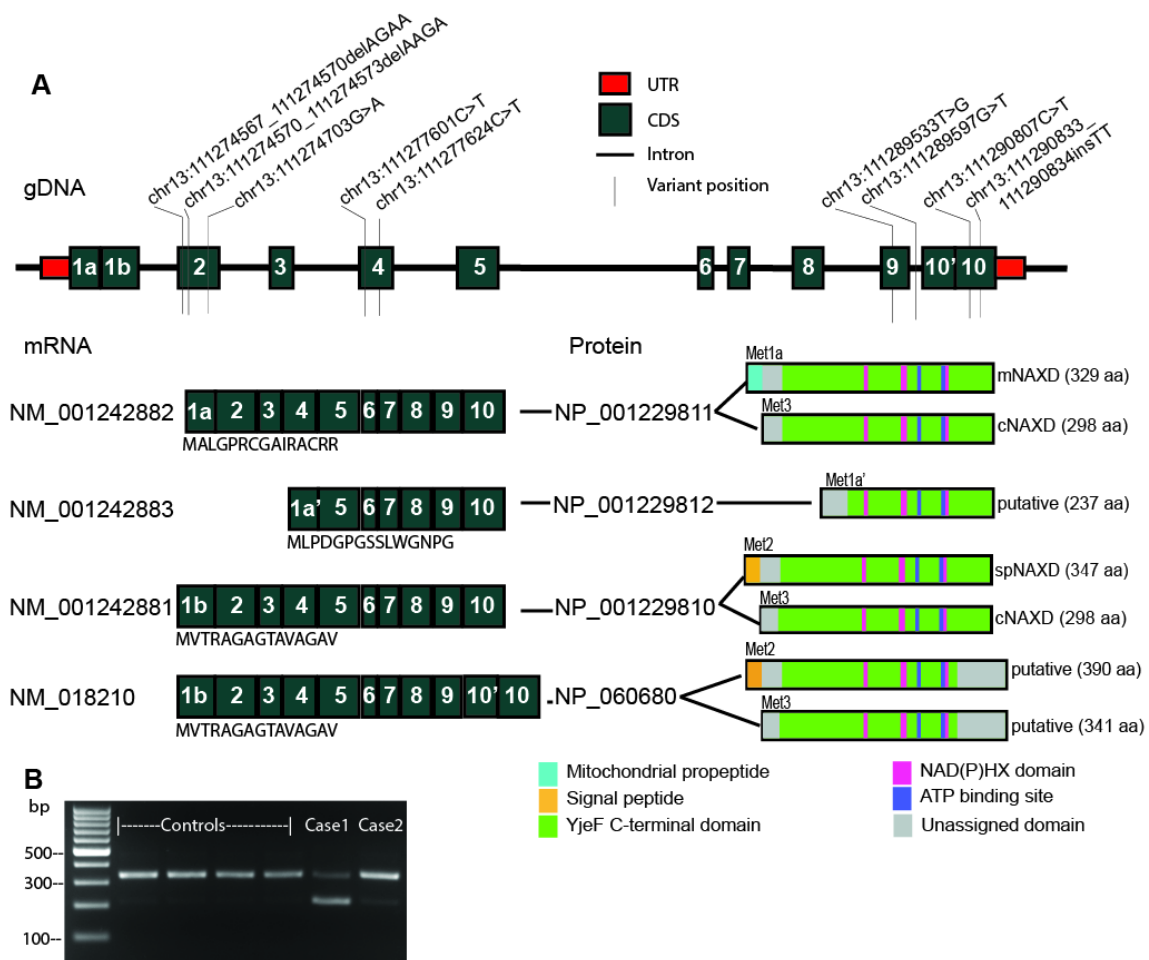 A
chr13:111274567_111274570delAGAA
chr13:111274570_111274573delAAGA
chr13:111274703G>A
chr13:111277601C>T
chr13:111277624C>T
UTR
CDS
Intron
Variant position
chr13:111289533T>G
chr13:111289597G>T
chr13:111290807C>T
chr13:111290833_
111290834insTT
gDNA
1a 1b 2 3 4 5 6 7 8 9 10' 10
mRNA
Protein
NM_001242882
1a 2 3 4 5 6 7 8 9 10
MALGPRCGAIRACRR
NP_001229811
Met1a
mNAXD (329 aa)
Met3
cNAXD (298 aa)
NM_001242883
1a' 5 6 7 8 9 10
MLPDGPGSSLWGNPG
NP_001229812
Met1a'
putative (237 aa)
NM_001242881
1b 2 3 4 5 6 7 8 9 10
MVTRAGAGTAVAGAV
NP_001229810
Met2
spNAXD (347 aa)
Met3
cNAXD (298 aa)
NM_018210
1b 2 3 4 5 6 7 8 9 10' 10
MVTRAGAGTAVAGAV
NP_060680
Met2
putative (390 aa)
Met3
putative (341 aa)
Mitochondrial propeptide
Signal peptide
YjeF C-terminal domain
NAD(P)HX domain
ATP binding site
Unassigned domain
B
bp
|-------Controls-----------| Case1 Case2
500--
300--
100--